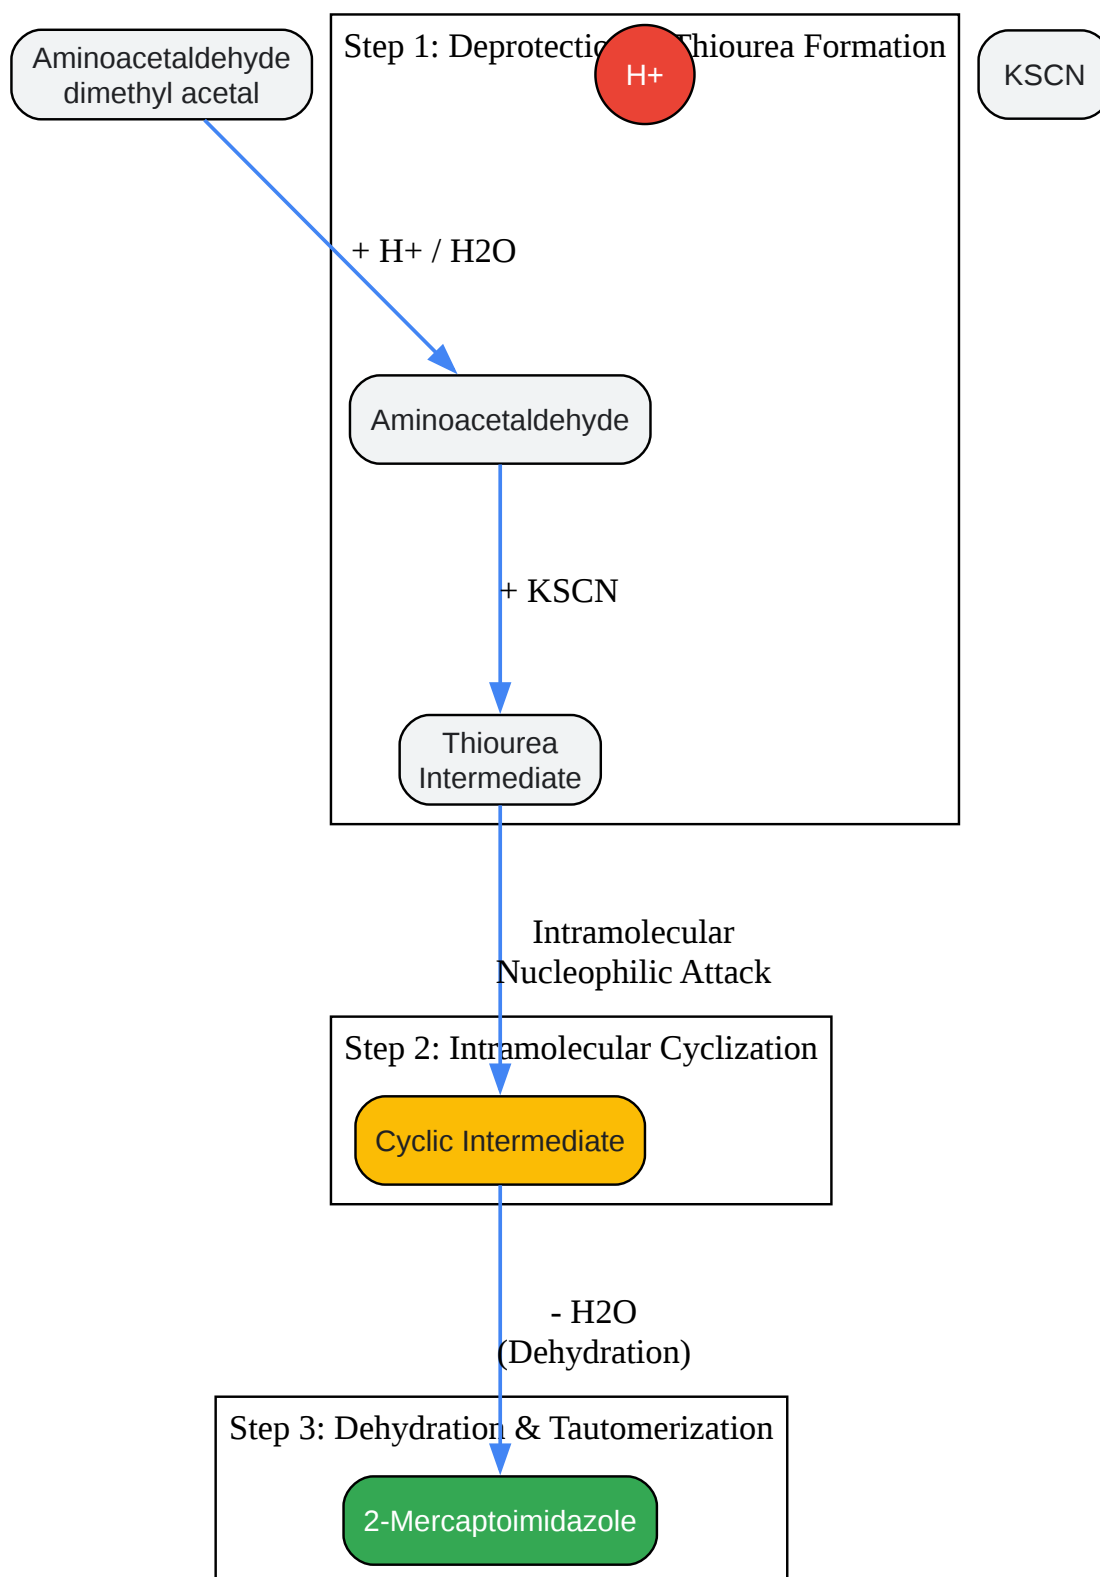 Aminoacetaldehyde
dimethyl acetal
Step 1: Deprotection Thiourea Formation
H+
KSCN
+ H+ / H2O
Aminoacetaldehyde
+ KSCN
Thiourea
Intermediate
Intramolecular
Nucleophilic Attack
Step 2: Intramolecular Cyclization
Cyclic Intermediate
- H2O
(Dehydration)
Step 3: Dehydration & Tautomerization
2-Mercaptoimidazole